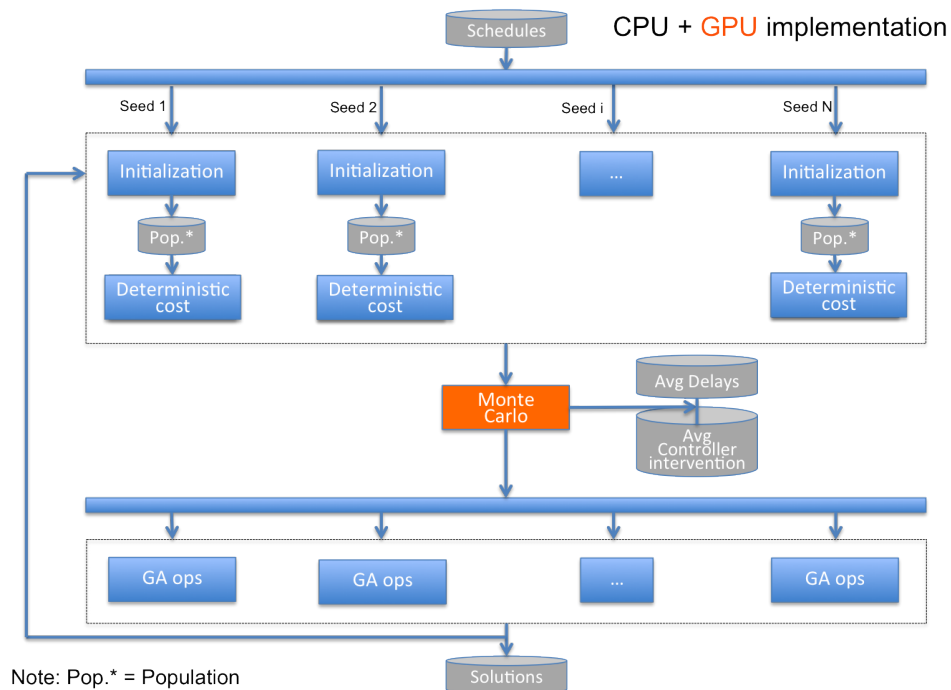 Schedules
CPU + GPU implementation
Seed 1
Seed 2
Seed i
Seed N
Initialization
Initialization
...
Initialization
Pop.*
Pop.*
Pop.*
Deterministic
cost
Deterministic
cost
Deterministic
cost
Monte
Carlo
Avg Delays
Avg
Controller
intervention
GA ops
GA ops
...
GA ops
Solutions
Note: Pop.* = Population